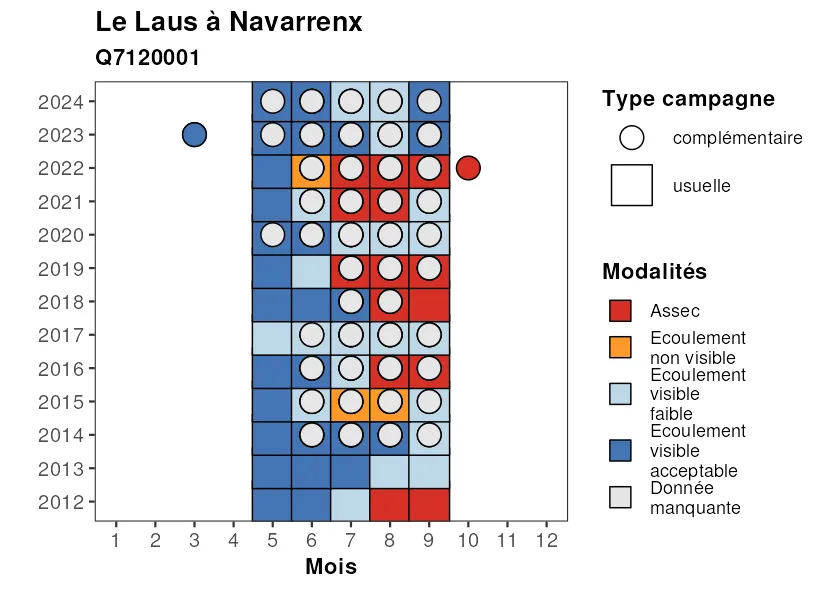 Le Laus à Navarrenx
Q7120001
2024
2023
2022
2021
2020
2019
2018
2017
2016
2015
2014
2013
2012
1 2 3 4 5 6 7 8 9 10 11 12
Mois
Type campagne
complémentaire
usuelle
Modalités
Assec
Ecoulement
non visible
Ecoulement
visible
faible
Ecoulement
visible
acceptable
Donnée
manquante